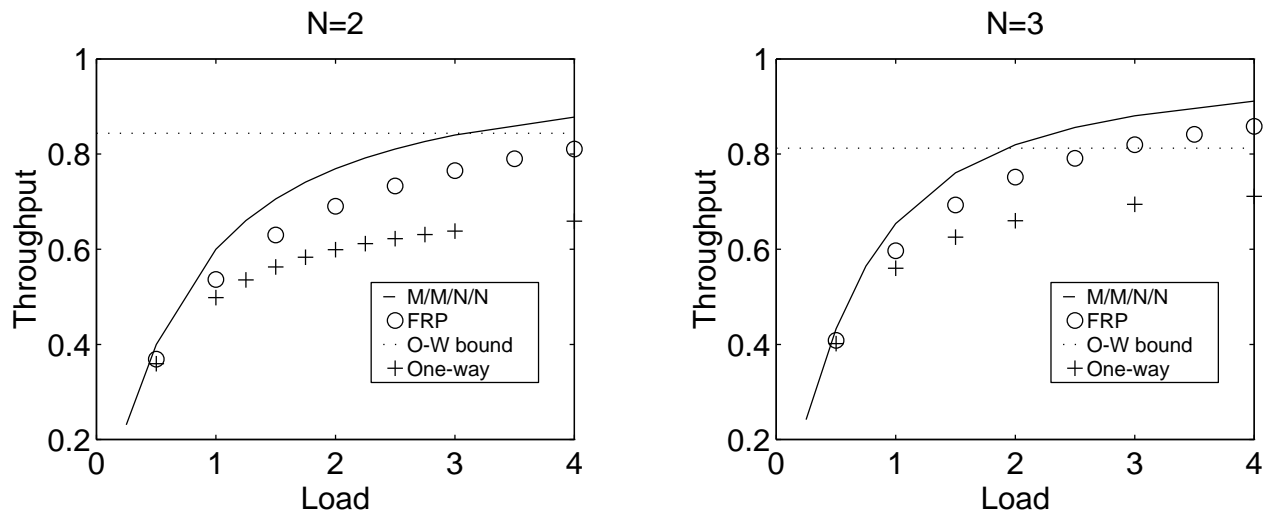 N=2
1
0.8
0.6
0.4
0.2
0 1 2 3 4
Throughput
Load
M/M/N/N
FRP
O-W bound
One-way
N=3
1
0.8
0.6
0.4
0.2
0 1 2 3 4
Throughput
Load
M/M/N/N
FRP
O-W bound
One-way